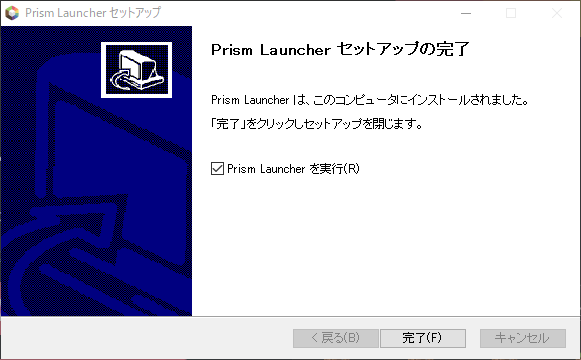 Prism Launcher セットアップ
Prism Launcher セットアップの完了
Prism Launcher は、このコンピュータにインストールされました。
「完了」をクリックしセットアップを閉じます。
Prism Launcher を実行(R)
< 戻る(B)
完了(F)
キャンセル